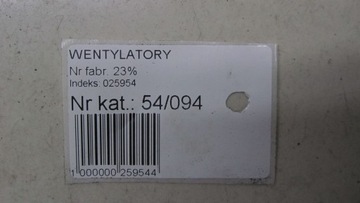 WENTYLATORY
Nr fabr. 23%
Indeks: 025954
Nr kat.: 54/094
1 000000 259544